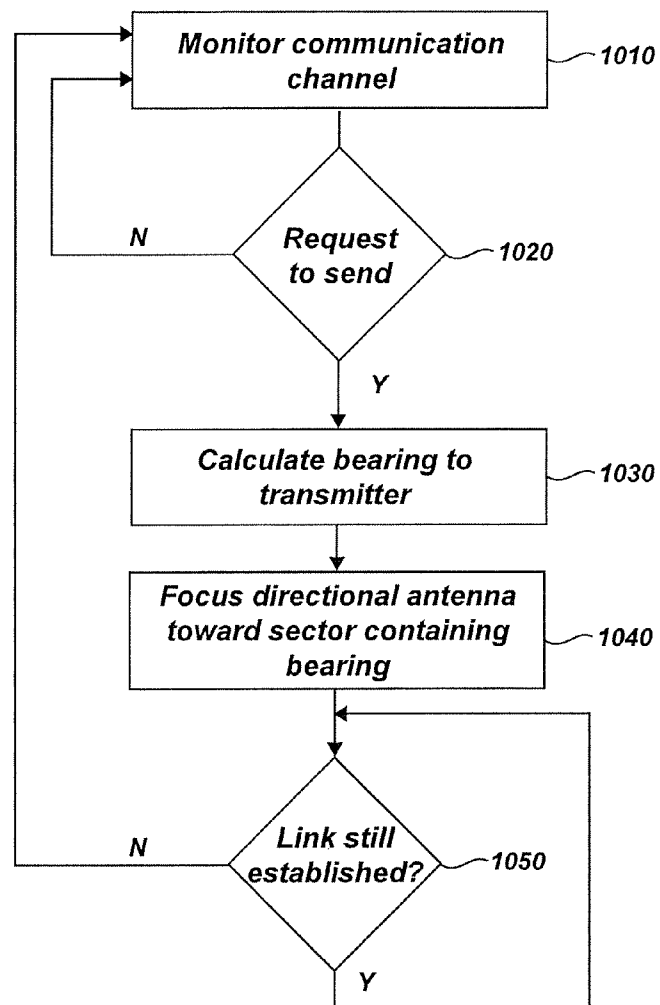 Monitor communication
channel
1010
Request
to send
1020
N
Y
Calculate bearing to
transmitter
1030
Focus directional antenna
toward sector containing
bearing
1040
Link still
established?
1050
N
Y